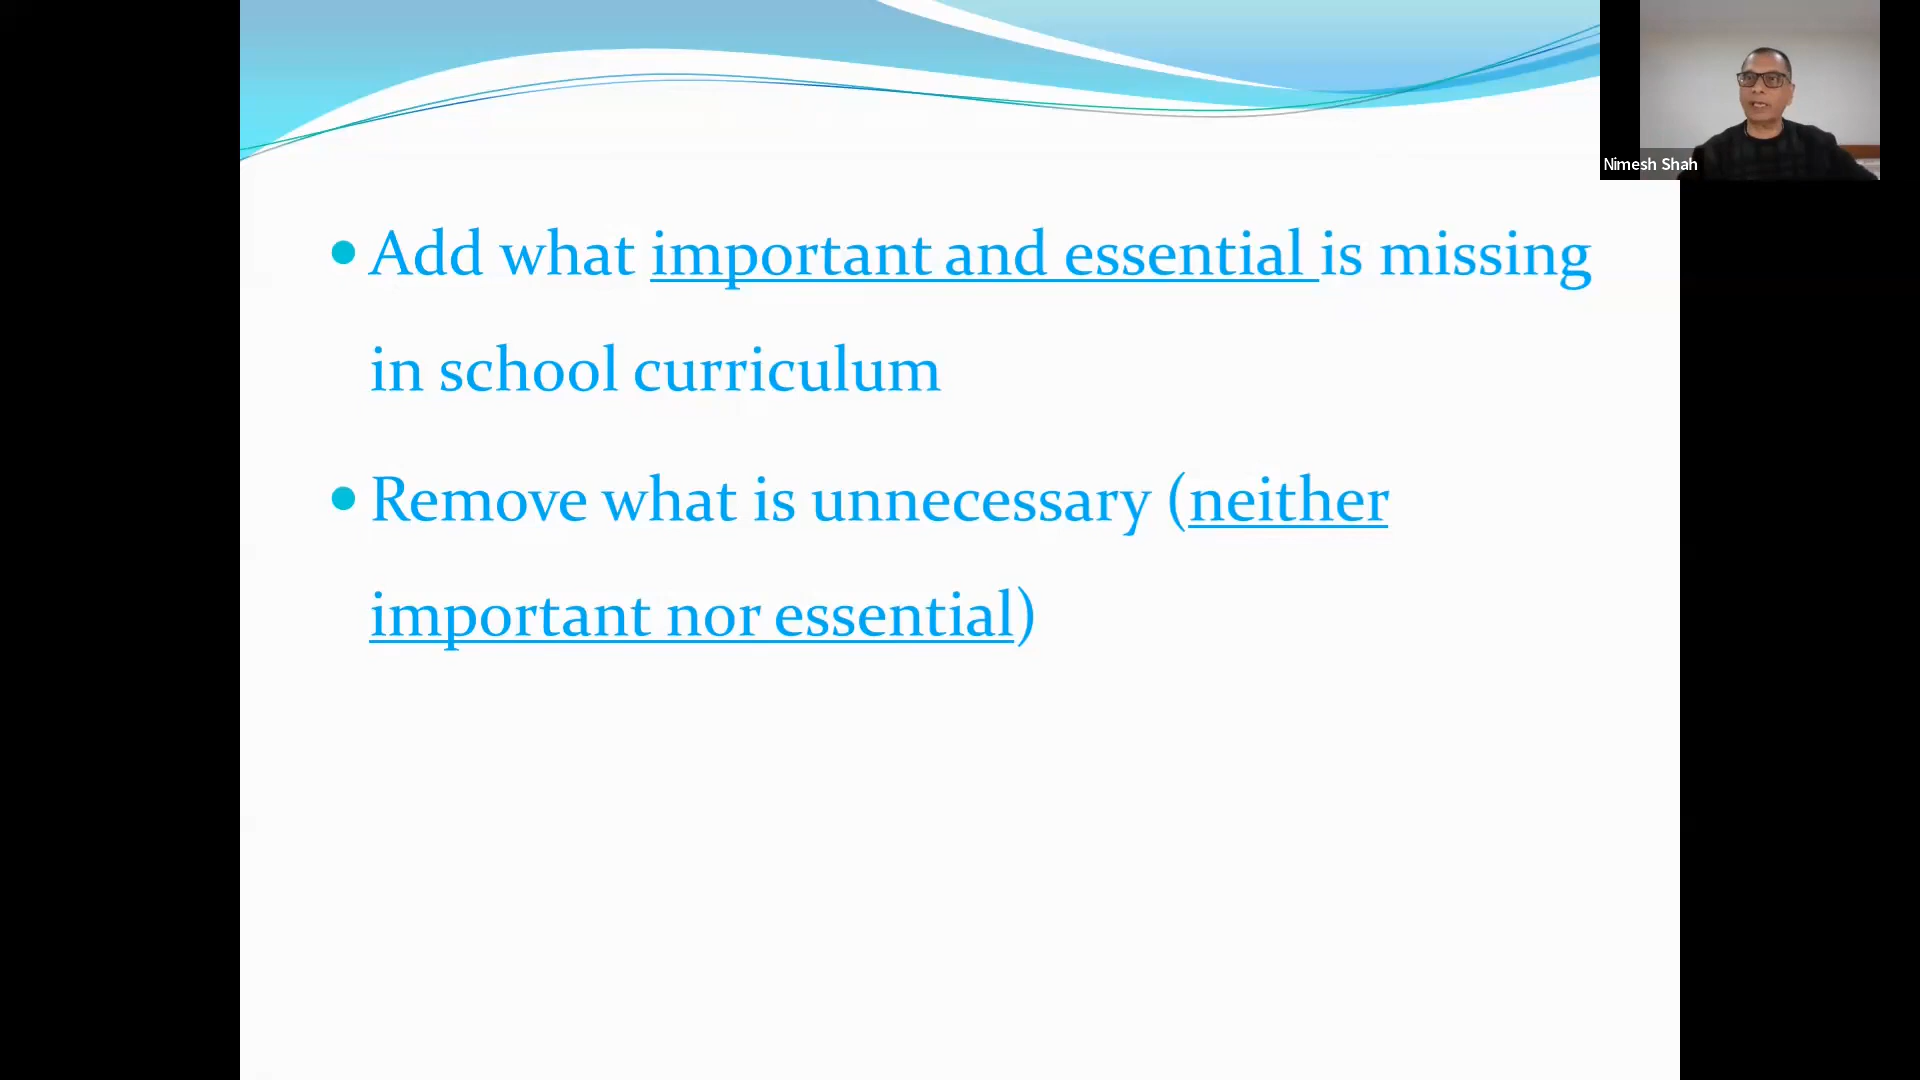 • Add what important and essential is missing
in school curriculum
• Remove what is unnecessary (neither
important nor essential)
Nimesh Shah